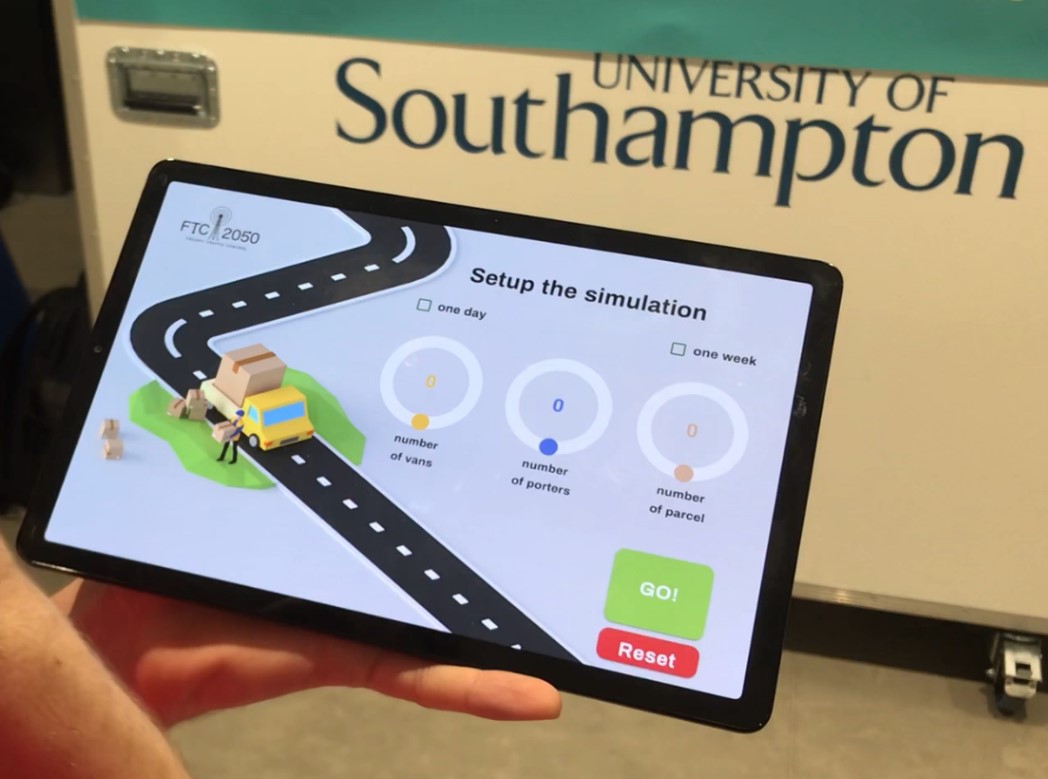 UNIVERSITY OF
Southampton
FTC 2050
Setup the simulation
one day
one week
0
0
0
number
of vans
number
of porters
number
of parcel
GO!
Reset